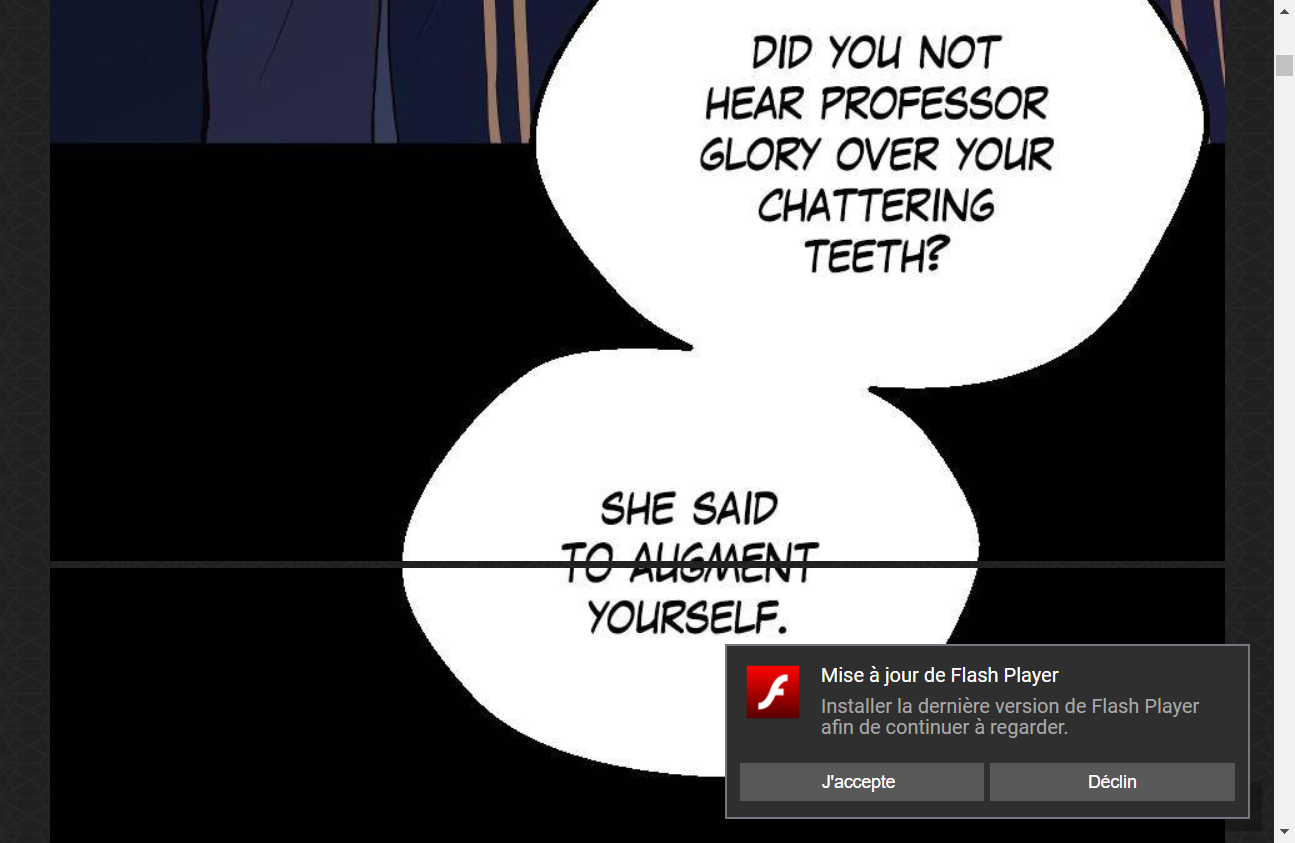 DID YOU NOT
HEAR PROFESSOR
GLORY OVER YOUR
CHATTERING
TEETH?
SHE SAID
TO AUGMENT
YOURSELF.
Mise à jour de Flash Player
Installer la dernière version de Flash Player
afin de continuer à regarder.
J'accepte
Déclin